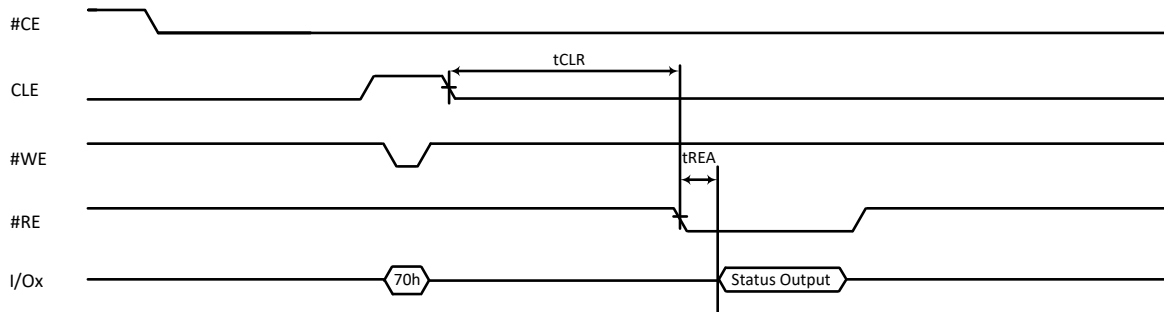 #CE
tCLR
CLE
#WE
tREA
#RE
I/Ox
70h
Status Output